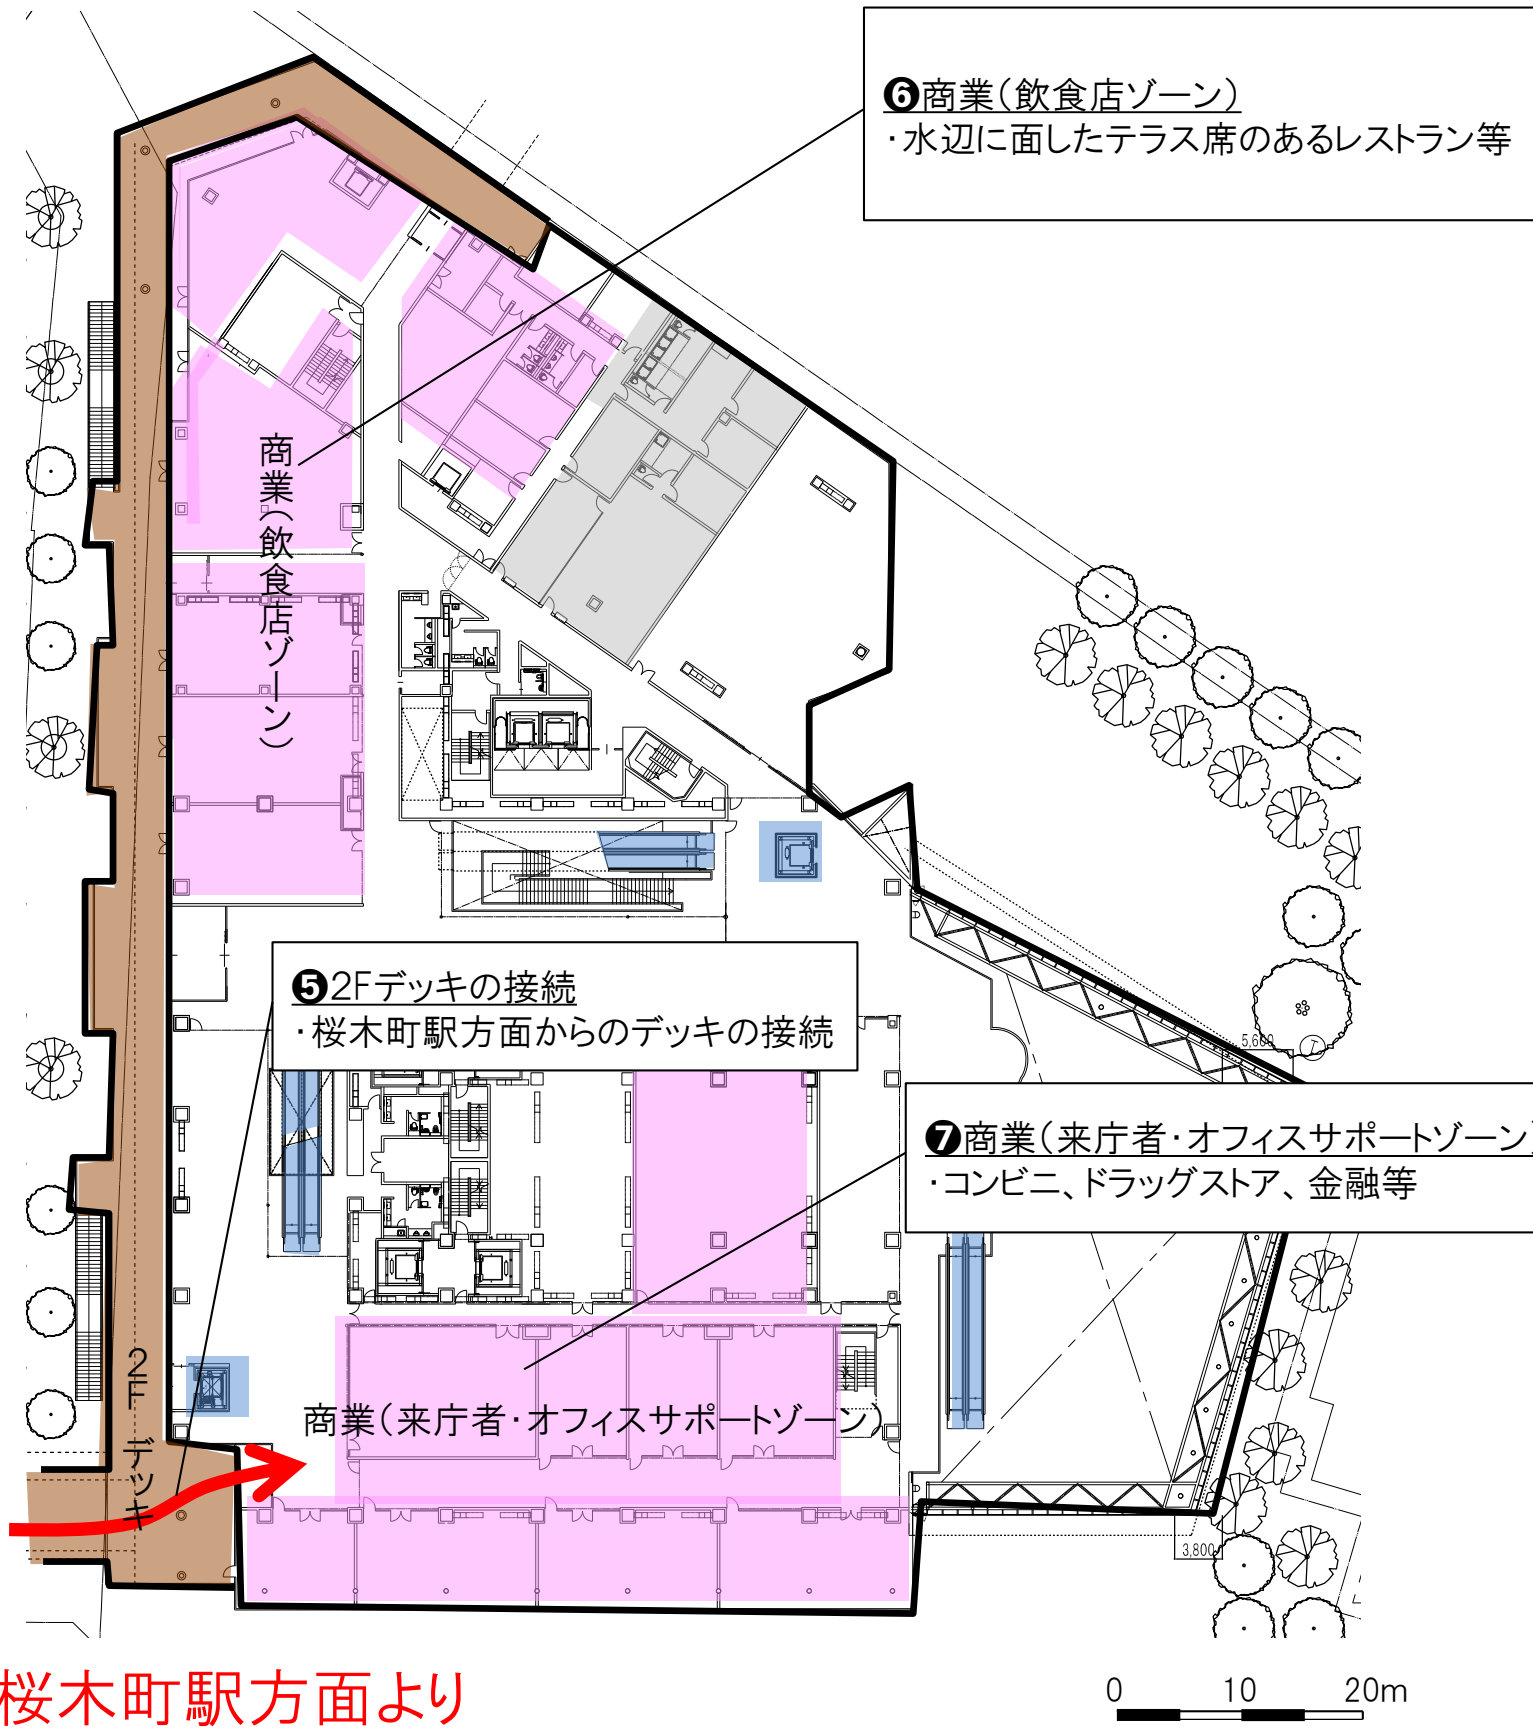 ❻商業(飲食店ゾーン)
・水辺に面したテラス席のあるレストラン等
商業(飲食店ゾーン)
❺2Fデッキの接続
・桜木町駅方面からのデッキの接続
5,600
❼商業(来庁者・オフィスサポートゾーン)
・コンビニ、ドラッグストア、金融等
2F デッキ
商業(来庁者・オフィスサポートゾーン)
3,800
桜木町駅方面より
0 10 20m